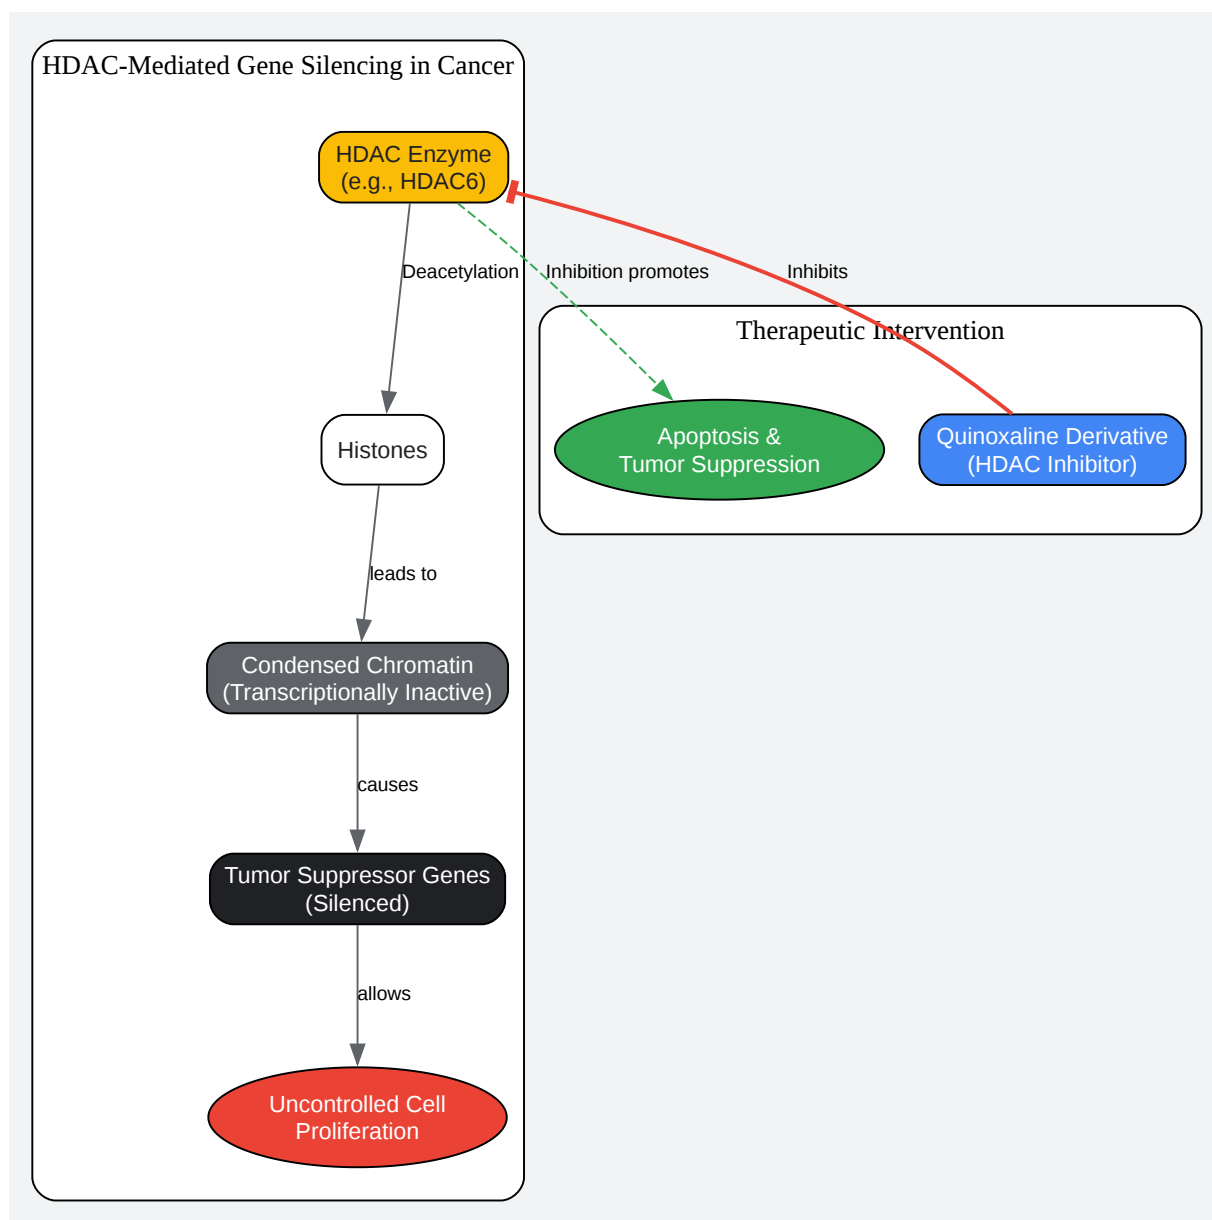 HDAC-Mediated Gene Silencing in Cancer
HDAC Enzyme
(e.g., HDAC6)
Deacetylation
Inhibition promotes
Inhibits
Therapeutic Intervention
Apoptosis &
Tumor Suppression
Quinoxaline Derivative
(HDAC Inhibitor)
Histones
leads to
Condensed Chromatin
(Transcriptionally Inactive)
causes
Tumor Suppressor Genes
(Silenced)
allows
Uncontrolled Cell
Proliferation